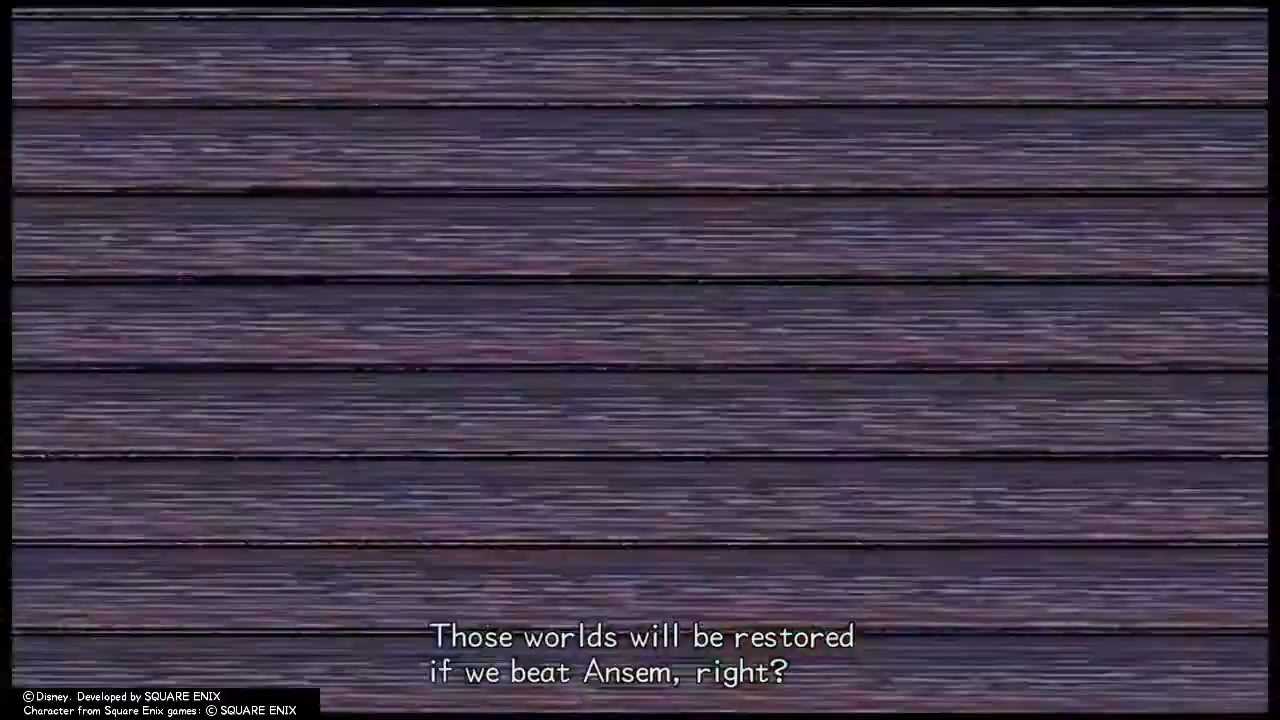 Those worlds will be restored
if we beat Ansem, right?
© Disney. Developed by SQUARE ENIX
Character from Square Enix games: © SQUARE ENIX